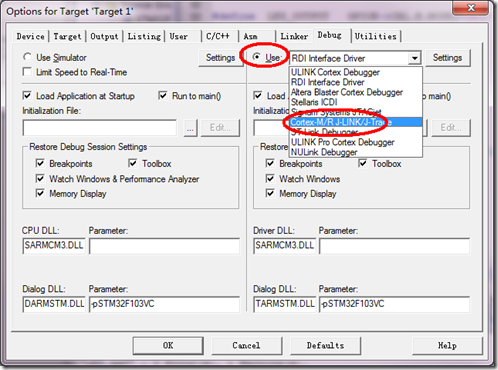 Options for Target 'Target 1'
Device Target Output Listing User C/C++ Asm Linker Debug Utilities
Use Simulator Settings
Limit Speed to Real-Time
Use: RDI Interface Driver Settings
ULINK Cortex Debugger
RDI Interface Driver
Altera Blaster Cortex Debugger
Stellaris ICDI
Signum Systems JTAGjet
Cortex-M/R J-LINK/J-Trace
ST-Link Debugger
ULINK Pro Cortex Debugger
NULink Debugger
Load Application at Startup Run to main()
Initialization File:
... Edit...
Restore Debug Session Settings
Breakpoints Toolbox
Watch Windows & Performance Analyzer
Memory Display
Load
Initialization
Edit...
Restore
Breakpoints Toolbox
Watch Windows
Memory Display
CPU DLL: Parameter:
SARMCM3.DLL
Driver DLL: Parameter:
SARMCM3.DLL
Dialog DLL: Parameter:
DARMSTM.DLL -pSTM32F103VC
Dialog DLL: Parameter:
TARMSTM.DLL -pSTM32F103VC
OK Cancel Defaults Help